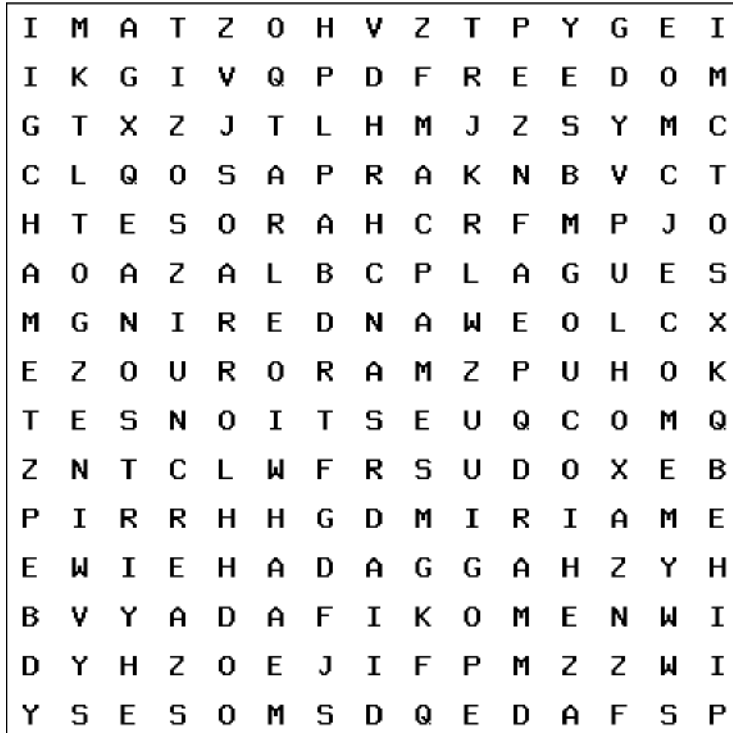 I M A T Z O H V Z T P Y G E I
I K G I V Q P D F R E E D O M
G T X Z J T L H M J Z S Y M C
C L Q O S A P R A K N B V C T
H T E S O R A H C R F M P J O
A O A Z A L B C P L A G U E S
M G N I R E D N A W E O L C X
E Z O U R O R A M Z P U H O K
T E S N O I T S E U Q C O M Q
Z N T C L W F R S U D O X E B
P I R R H H G D M I R I A M E
E W I E H A D A G G A H Z Y H
B V Y A D A F I K O M E N W I
D Y H Z O E J I F P M Z Z W I
Y S E S O M S D Q E D A F S P